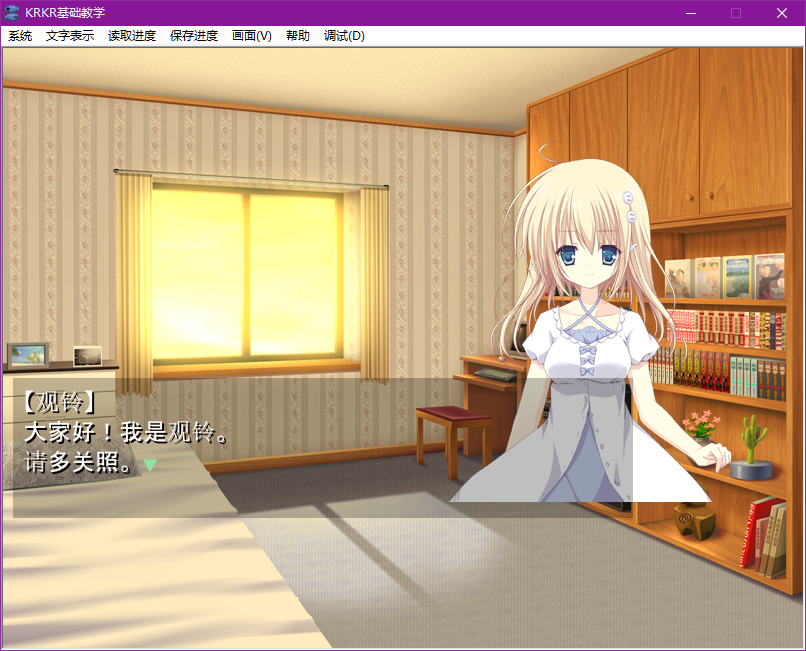 KRKR基础教学
系统 文字表示 读取进度 保存进度 画面(V) 帮助 调试(D)
【观铃】
大家好！我是观铃。
请多关照。